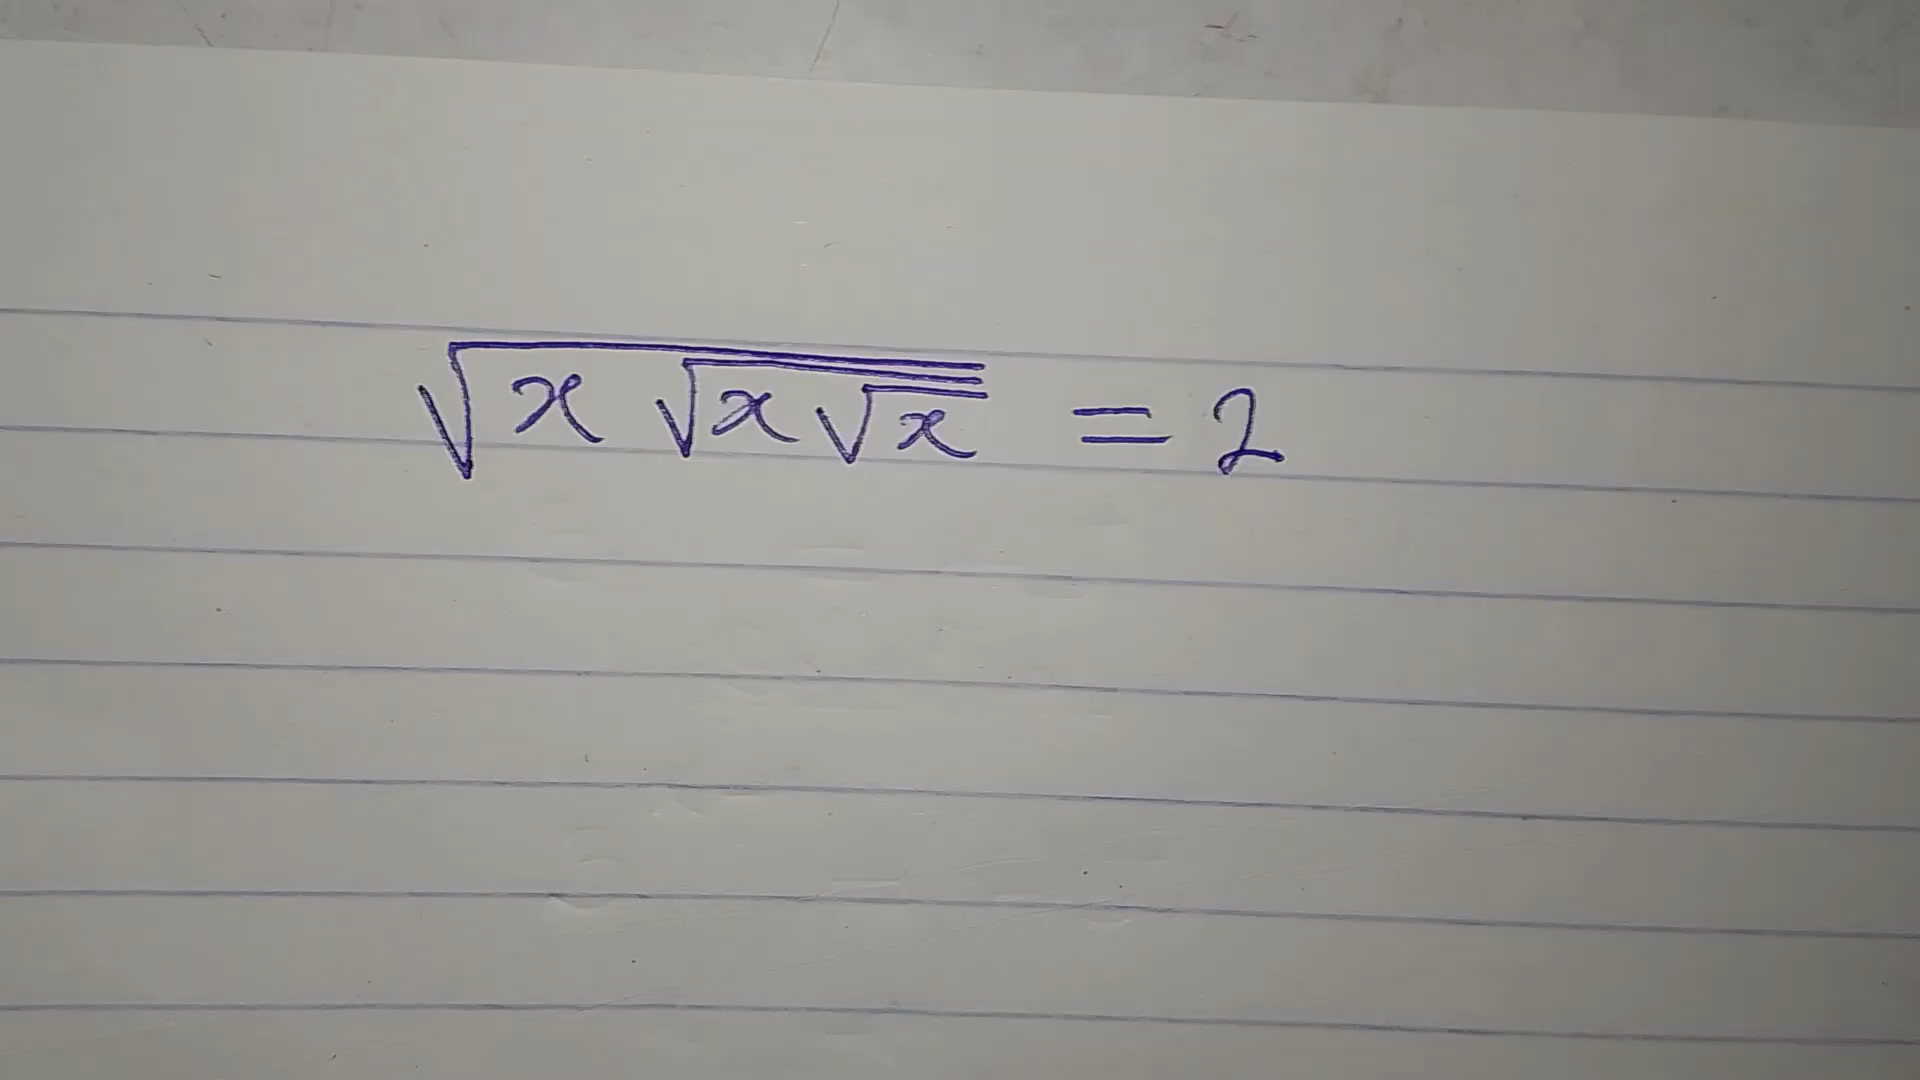 √(x√(x√x)) = 2